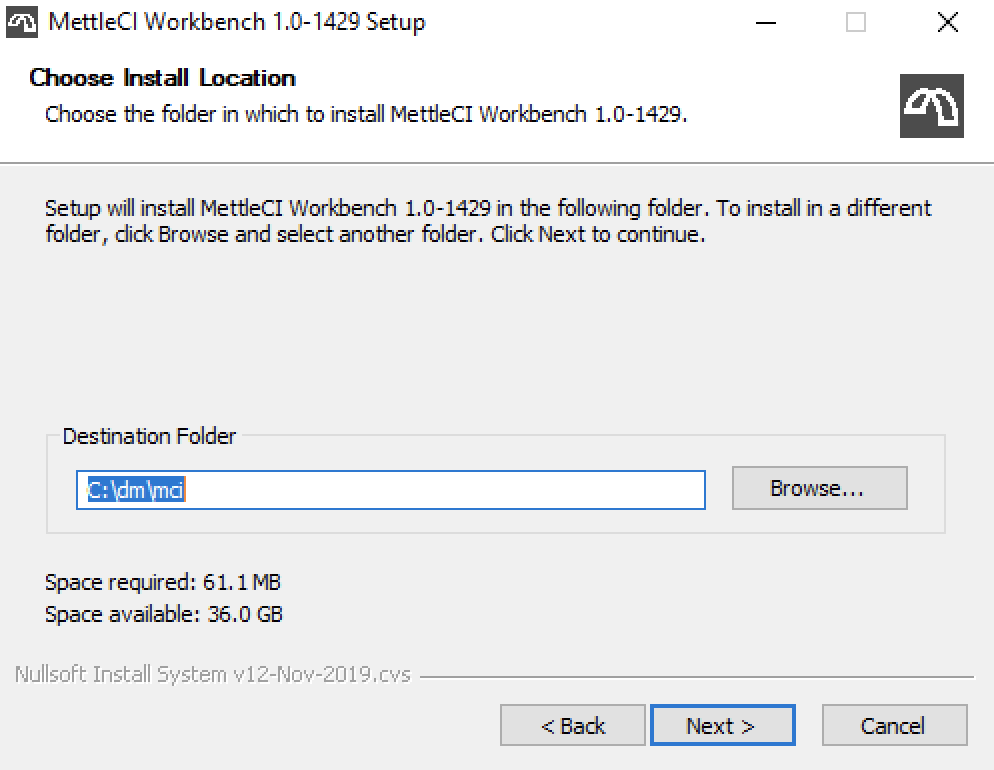 MettleCI Workbench 1.0-1429 Setup
Choose Install Location
Choose the folder in which to install MettleCI Workbench 1.0-1429.
Setup will install MettleCI Workbench 1.0-1429 in the following folder. To install in a different
folder, click Browse and select another folder. Click Next to continue.
Destination Folder
C:\dm\mci
Browse...
Space required: 61.1 MB
Space available: 36.0 GB
Nullsoft Install System v12-Nov-2019.cvs
< Back
Next >
Cancel